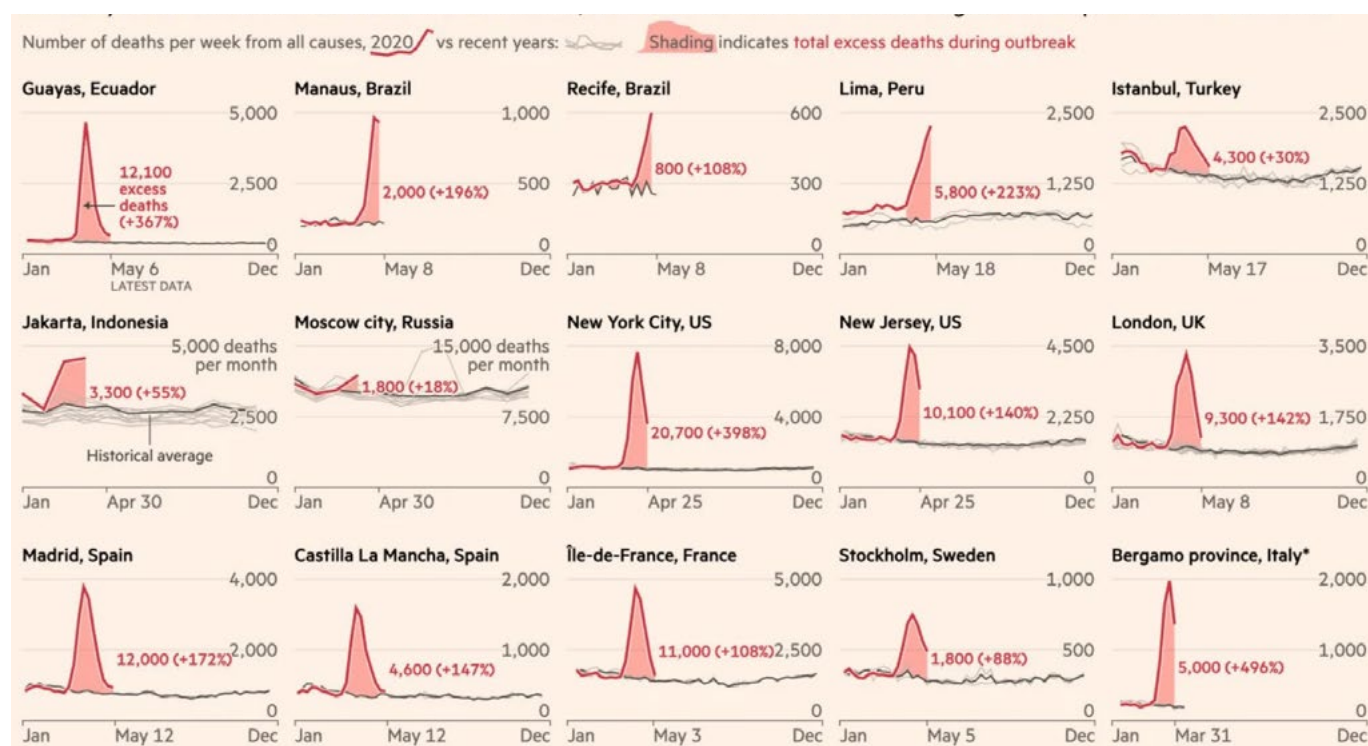 Number of deaths per week from all causes, 2020 vs recent years: Shading indicates total excess deaths during outbreak
Guayas, Ecuador
5,000
2,500
0
12,100
excess
deaths
(+367%)
Jan May 6 Dec
LATEST DATA
Manaus, Brazil
1,000
500
0
2,000 (+196%)
Jan May 8 Dec
Recife, Brazil
600
300
0
800 (+108%)
Jan May 8 Dec
Lima, Peru
2,500
1,250
0
5,800 (+223%)
Jan May 18 Dec
Istanbul, Turkey
2,500
1,250
0
4,300 (+30%)
Jan May 17 Dec
Jakarta, Indonesia
5,000 deaths
per month
2,500
0
3,300 (+55%)
Historical average
Jan Apr 30 Dec
Moscow city, Russia
15,000 deaths
per month
7,500
0
1,800 (+18%)
Jan Apr 30 Dec
New York City, US
8,000
4,000
0
20,700 (+398%)
Jan Apr 25 Dec
New Jersey, US
4,500
2,250
0
10,100 (+140%)
Jan Apr 25 Dec
London, UK
3,500
1,750
0
9,300 (+142%)
Jan May 8 Dec
Madrid, Spain
4,000
2,000
0
12,000 (+172%)
Jan May 12 Dec
Castilla La Mancha, Spain
2,000
1,000
0
4,600 (+147%)
Jan May 12 Dec
Île-de-France, France
5,000
2,500
0
11,000 (+108%)
Jan May 3 Dec
Stockholm, Sweden
1,000
500
0
1,800 (+88%)
Jan May 5 Dec
Bergamo province, Italy*
2,000
1,000
0
5,000 (+496%)
Jan Mar 31 Dec